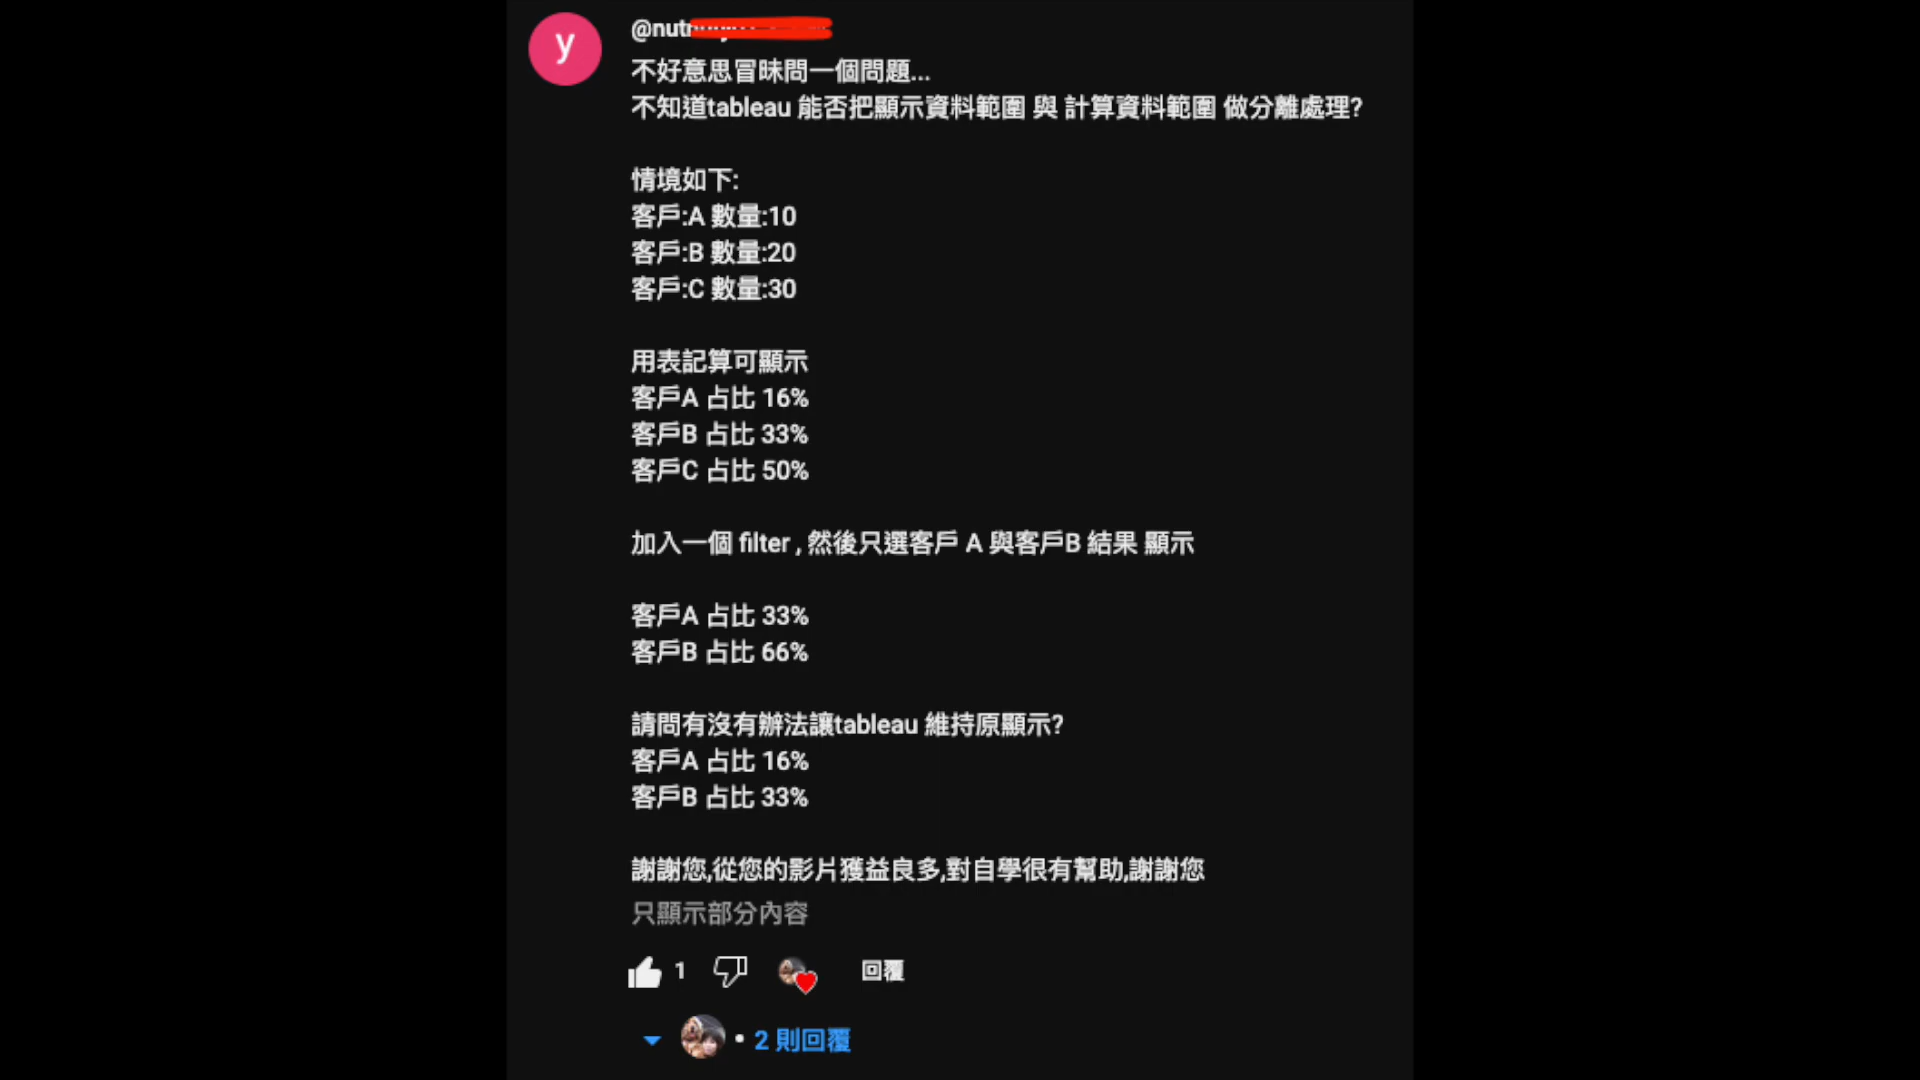 y
不好意思冒昧問一個問題...
不知道tableau 能否把顯示資料範圍 與 計算資料範圍 做分離處理?
情境如下:
客戶:A 數量:10
客戶:B 數量:20
客戶:C 數量:30
用表記算可顯示
客戶A 占比 16%
客戶B 占比 33%
客戶C 占比 50%
加入一個 filter , 然後只選客戶 A 與客戶B 結果 顯示
客戶A 占比 33%
客戶B 占比 66%
請問有沒有辦法讓tableau 維持原顯示?
客戶A 占比 16%
客戶B 占比 33%
謝謝您,從您的影片獲益良多,對自學很有幫助,謝謝您
只顯示部分內容
1 回覆
• 2 則回覆